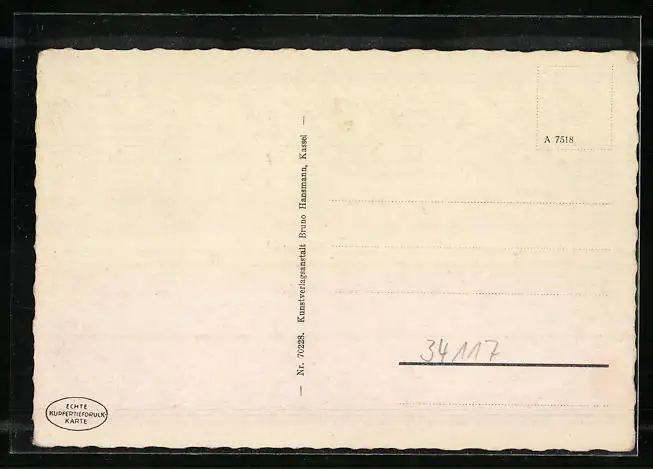 A 7518
— Nr. 70228. Kunstverlagsanstalt Bruno Hansmann, Kassel —
34117
ECHTE
KUPFERTIEFDRUCK-
KARTE